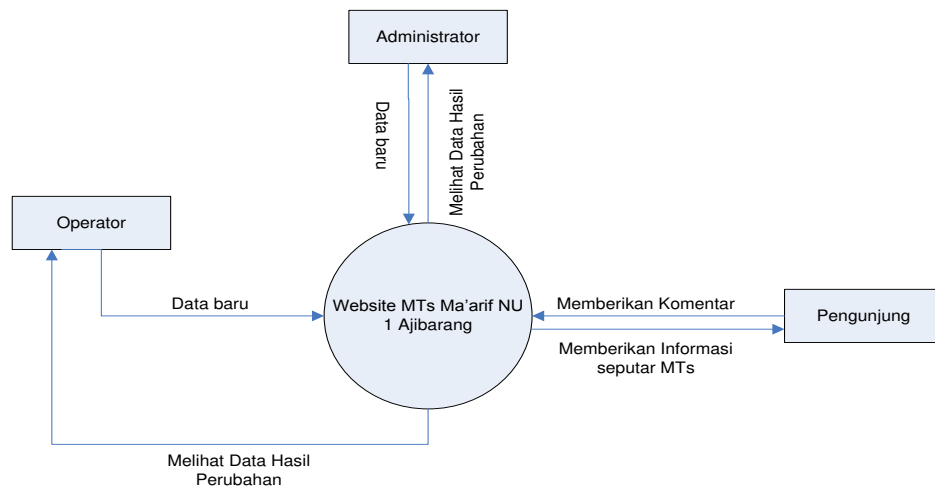 Administrator
Data baru
Melihat Data Hasil
Perubahan
Operator
Data baru
Website MTs Ma'arif NU
1 Ajibarang
Memberikan Komentar
Pengunjung
Memberikan Informasi
seputar MTs
Melihat Data Hasil
Perubahan